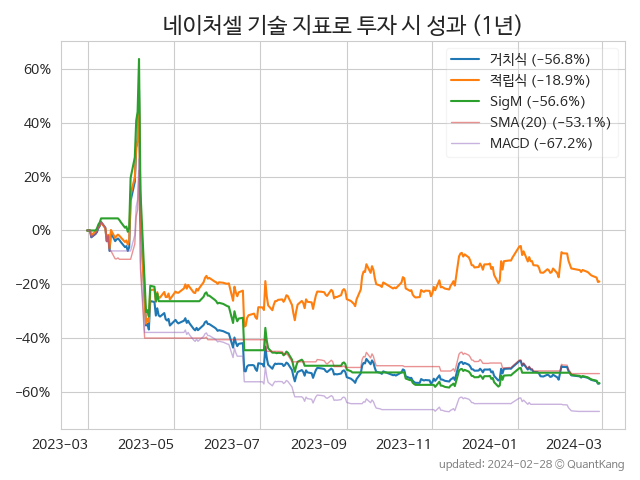 네이처셀 기술 지표로 투자 시 성과 (1년)
거치식 (−56.8%)
적립식 (−18.9%)
SigM (−56.6%)
SMA(20) (−53.1%)
MACD (−67.2%)
60%
40%
20%
0%
−20%
−40%
−60%
2023-03 2023-05 2023-07 2023-09 2023-11 2024-01 2024-03
updated: 2024-02-28 ⓒ QuantKang